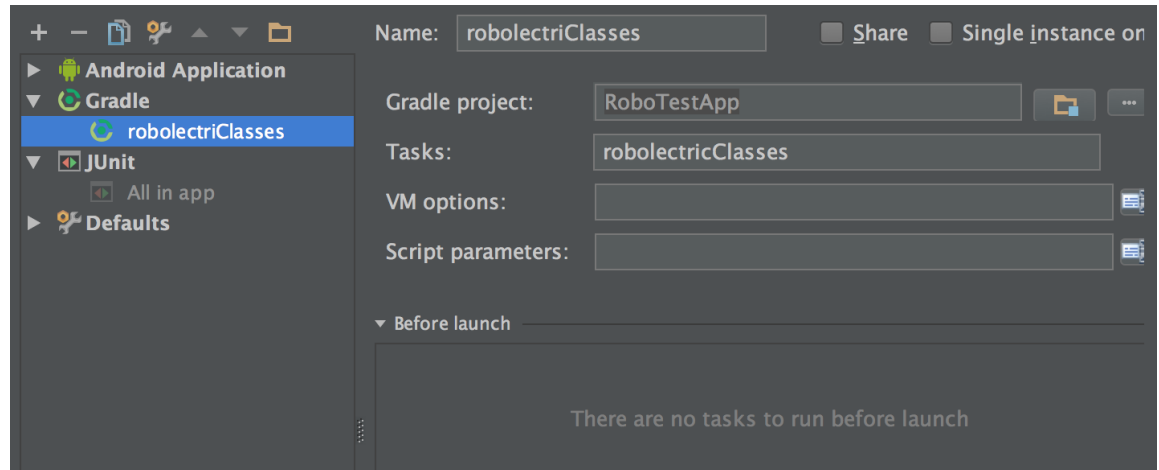 Name: robolectriClasses Share Single instance on
Android Application
Gradle
robolectriClasses
JUnit
All in app
Defaults
Gradle project: RoboTestApp
Tasks: robolectricClasses
VM options:
Script parameters:
Before launch
There are no tasks to run before launch